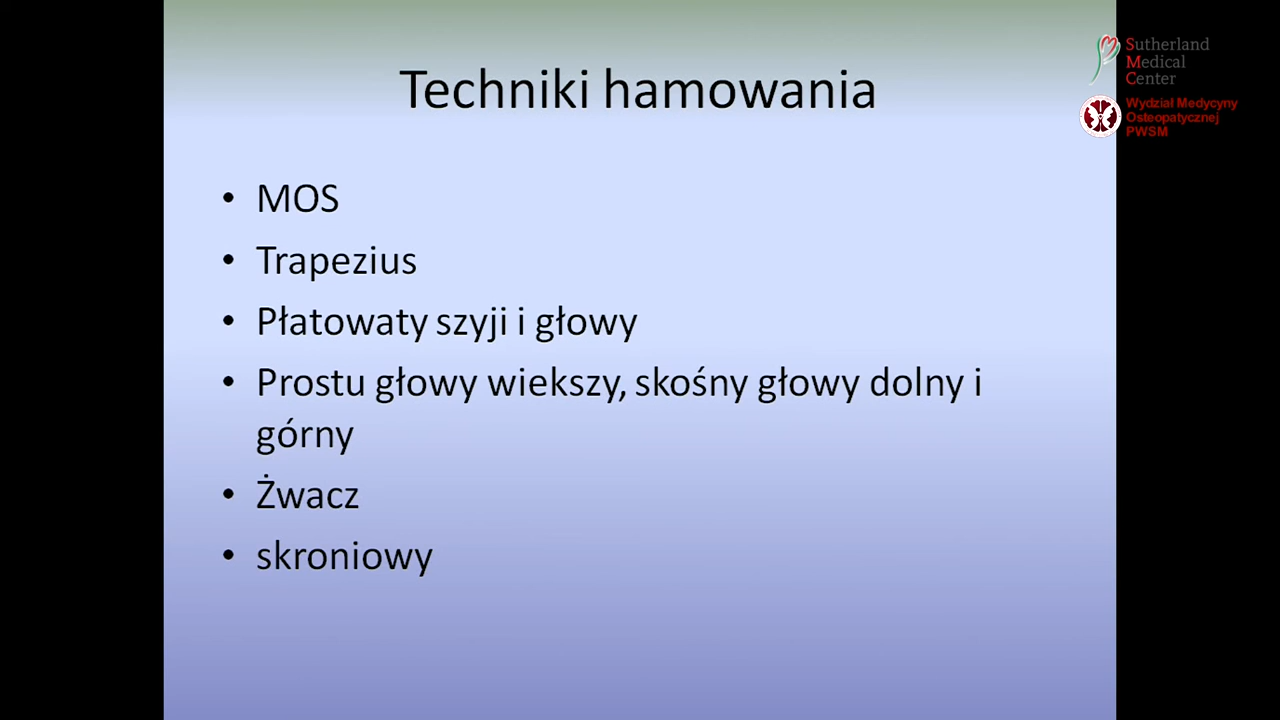 Techniki hamowania
• MOS
• Trapezius
• Płatowaty szyji i głowy
• Prostu głowy wiekszy, skośny głowy dolny i
górny
• Żwacz
• skroniowy
Sutherland
Medical
Center
Wydział Medycyny
Osteopatycznej
PWSM